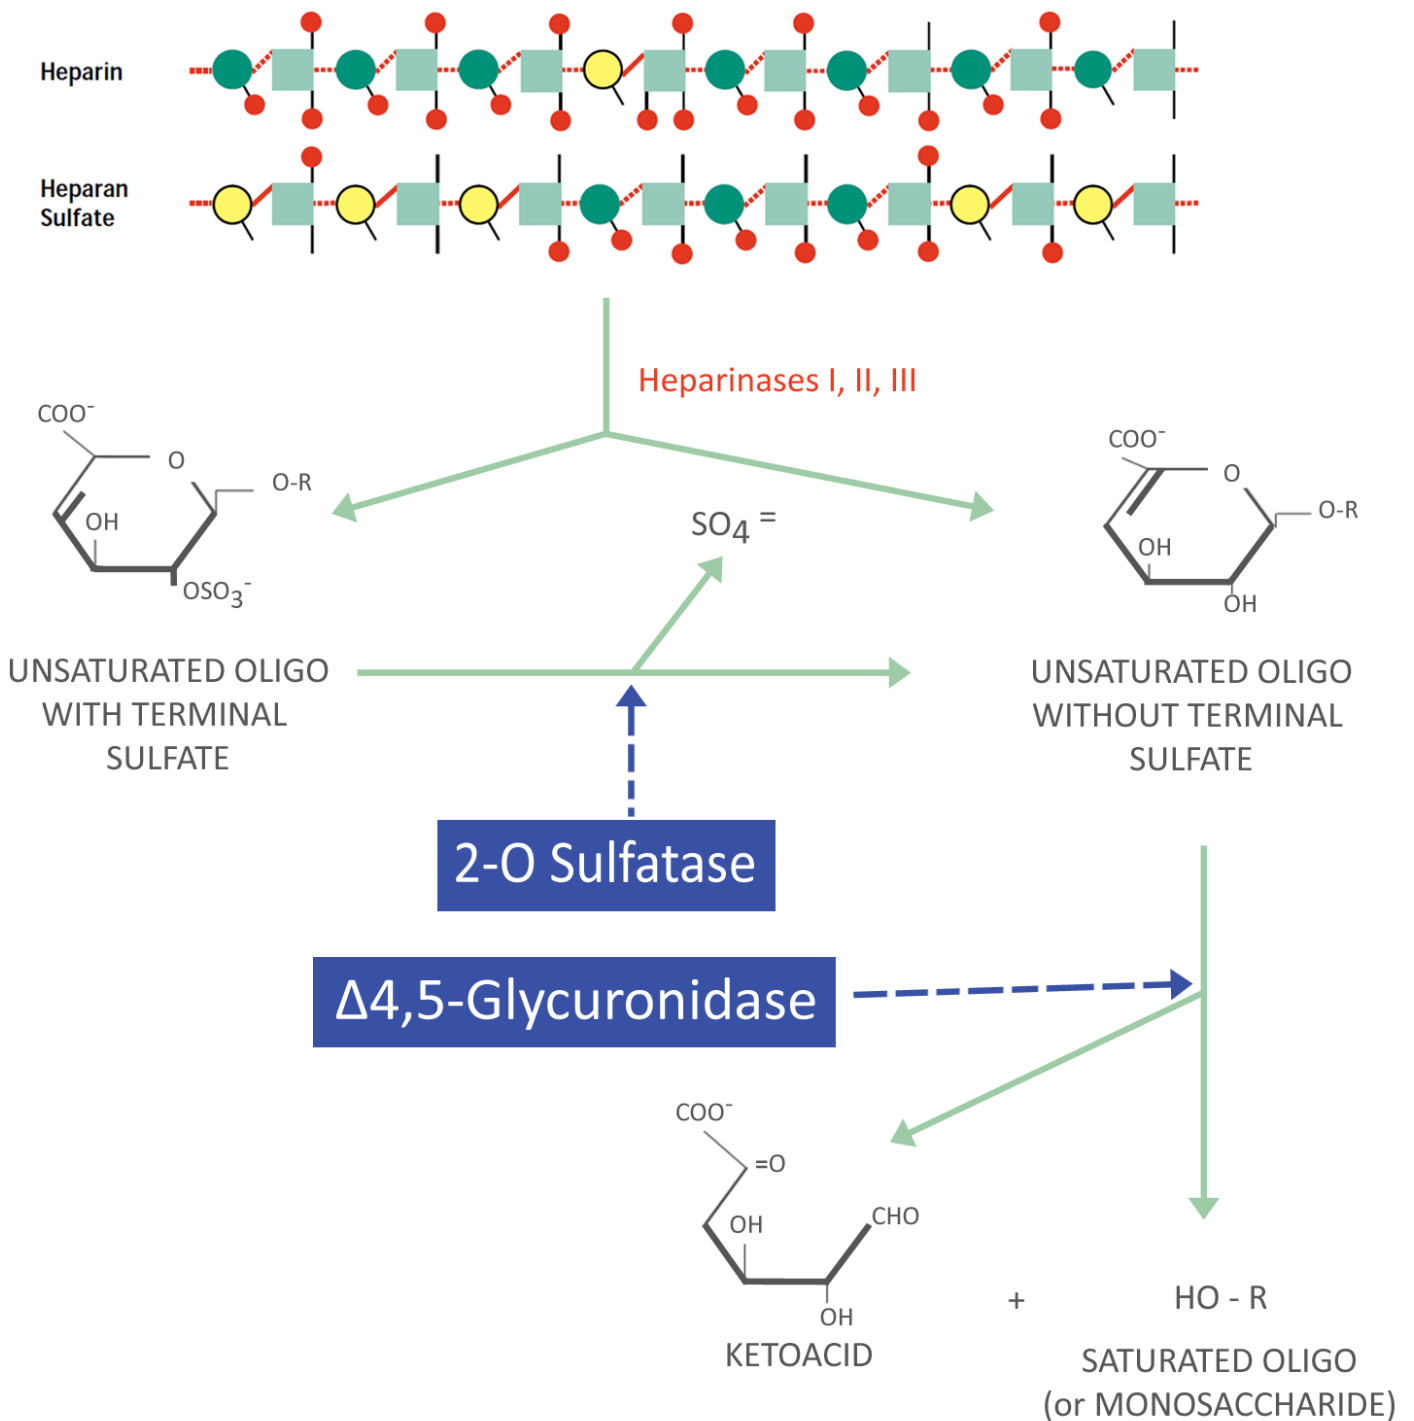 Heparin
Heparan
Sulfate
Heparinases I, II, III
COO⁻
O
O-R
OH
OSO₃⁻
SO₄ ⁼
COO⁻
O
O-R
OH
OH
UNSATURATED OLIGO
WITH TERMINAL
SULFATE
UNSATURATED OLIGO
WITHOUT TERMINAL
SULFATE
2-O Sulfatase
Δ4,5-Glycuronidase
COO⁻
=O
OH
CHO
OH
KETOACID
+
HO - R
SATURATED OLIGO
(or MONOSACCHARIDE)